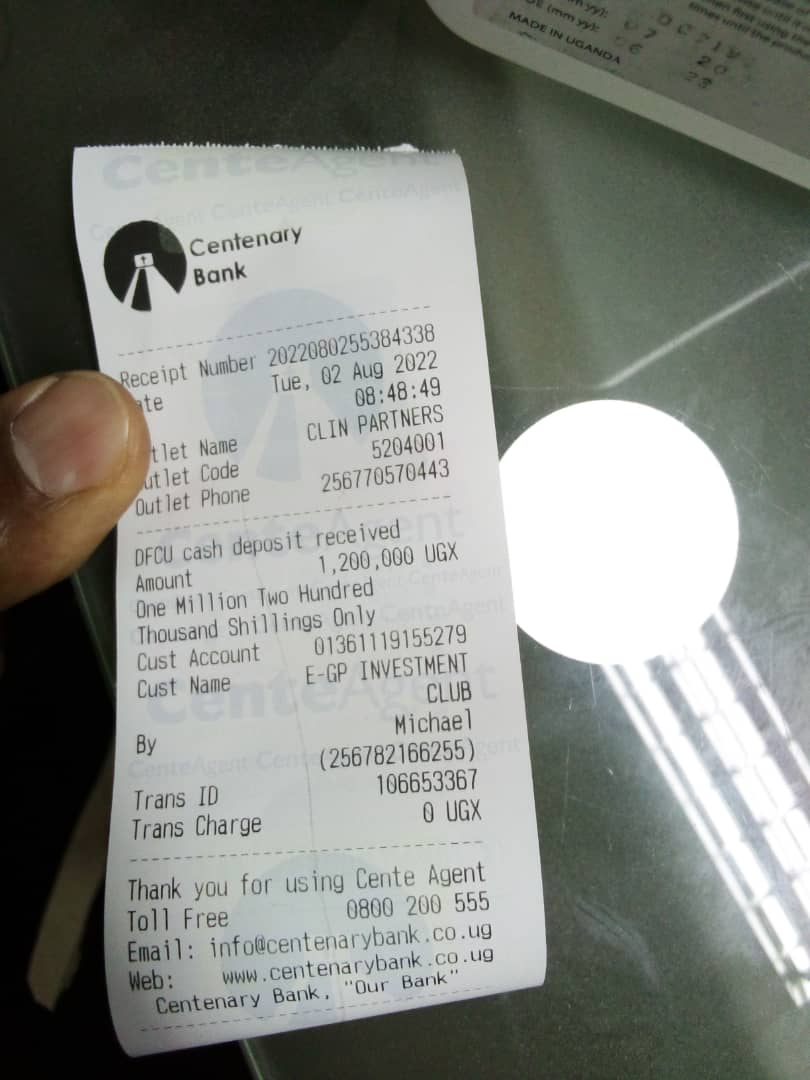 MADE IN UGANDA
CenteAgent
CenteAgent CenteAgent
Centenary
Bank
Receipt Number 2022080255384338
Tue, 02 Aug 2022
08:48:49
Outlet Name CLIN PARTNERS
Outlet Code 5204001
Outlet Phone 256770570443
DFCU cash deposit received
Amount 1,200,000 UGX
One Million Two Hundred
Thousand Shillings Only
Cust Account 01361119155279
Cust Name E-GP INVESTMENT
CLUB
By Michael
(256782166255)
Trans ID 106653367
Trans Charge 0 UGX
Thank you for using Cente Agent
Toll Free 0800 200 555
Email: info@centenarybank.co.ug
Web: www.centenarybank.co.ug
Centenary Bank, "Our Bank"